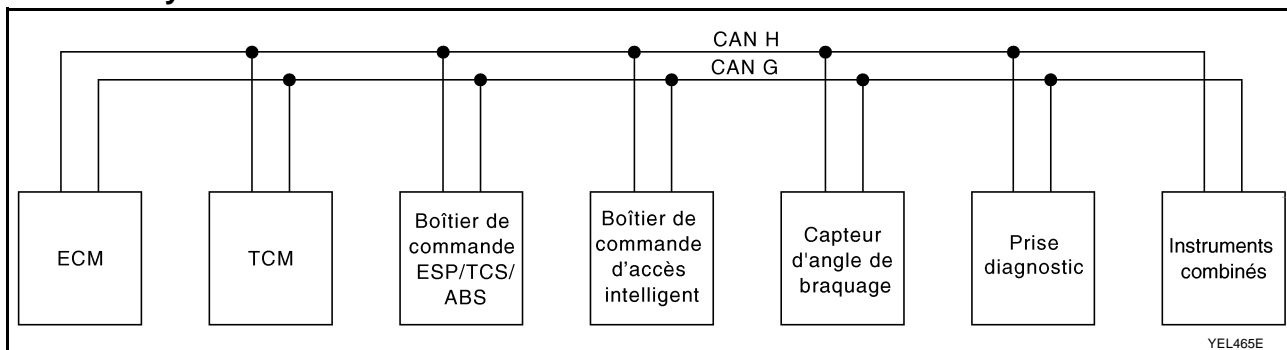 CAN H
CAN G
ECM
TCM
Boîtier de
commande
ESP/TCS/
ABS
Boîtier de
commande
d'accès
intelligent
Capteur
d'angle de
braquage
Prise
diagnostic
Instruments
combinés
YEL465E